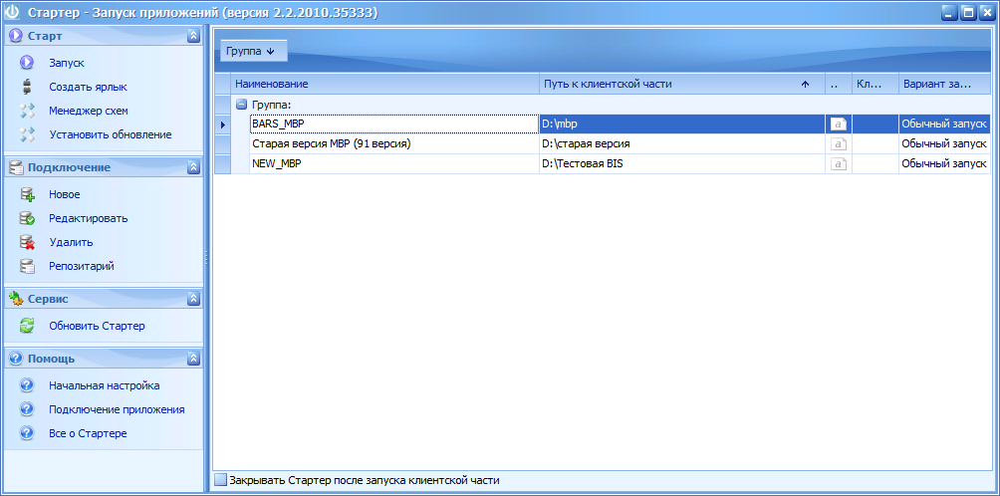 Стартер - Запуск приложений (версия 2.2.2010.35333)
Старт
Запуск
Создать ярлык
Менеджер схем
Установить обновление
Подключение
Новое
Редактировать
Удалить
Репозитарий
Сервис
Обновить Стартер
Помощь
Начальная настройка
Подключение приложения
Все о Стартере
Группа
Наименование Путь к клиентской части .. Кл... Вариант за...
Группа:
BARS_MBP D:\mbp a Обычный запуск
Старая версия МВР (91 версия) D:\старая версия a Обычный запуск
NEW_MBP D:\Тестовая BIS a Обычный запуск
Закрывать Стартер после запуска клиентской части